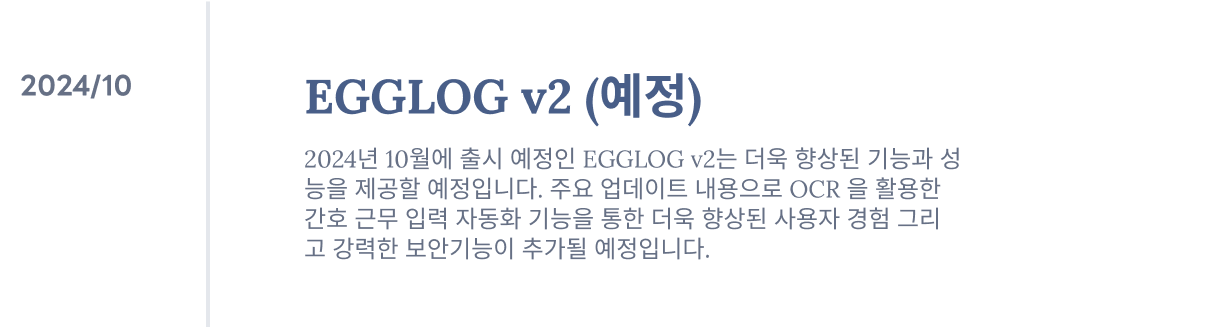 2024/10
EGGLOG v2 (예정)
2024년 10월에 출시 예정인 EGGLOG v2는 더욱 향상된 기능과 성
능을 제공할 예정입니다. 주요 업데이트 내용으로 OCR 을 활용한
간호 근무 입력 자동화 기능을 통한 더욱 향상된 사용자 경험 그리
고 강력한 보안기능이 추가될 예정입니다.